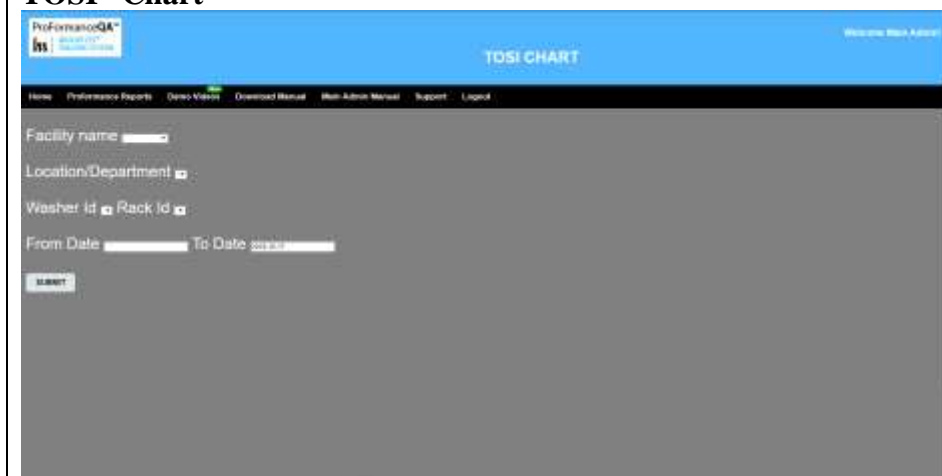 TOSI Chart
ProFormanceQA™
Welcome Main Admin
TOSI CHART
Home Proformance Reports Demo Videos Download Manual Main Admin Manual Support Logout
Facility name
Location/Department
Washer Id Rack Id
From Date To Date
SUBMIT